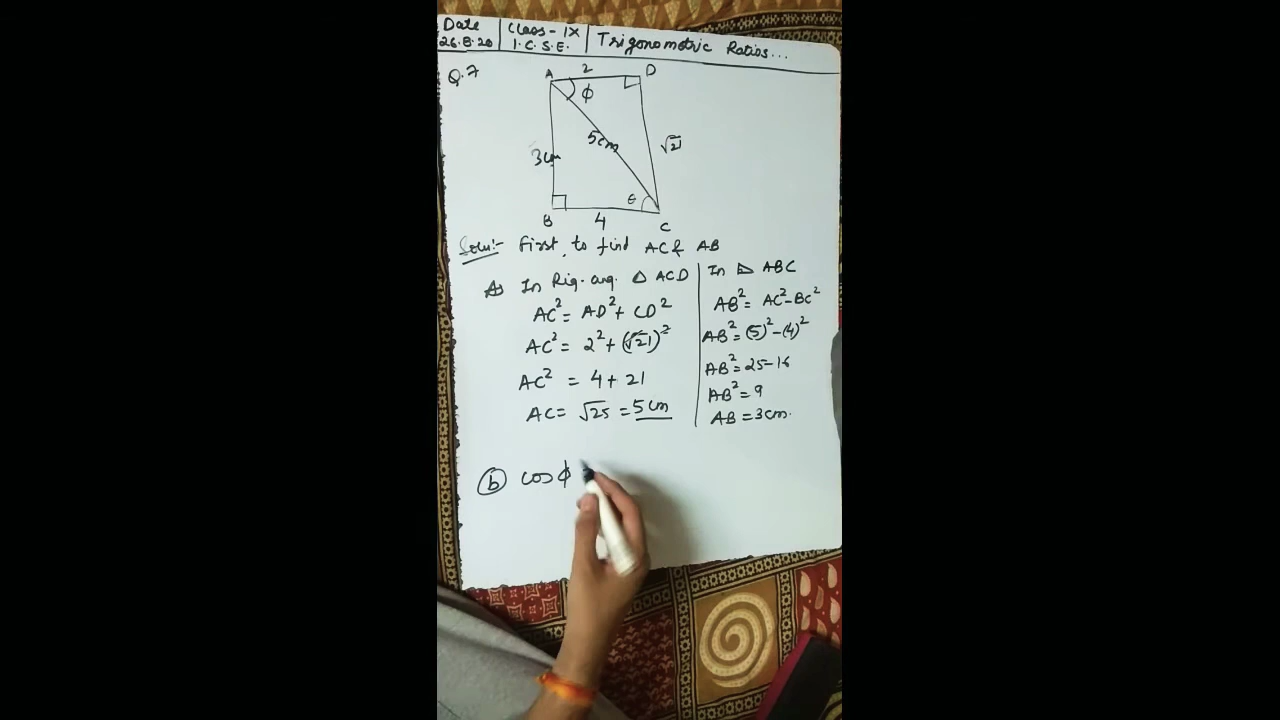 Date
26.8.20
Class - IX
I.C.S.E.
Trigonometric Ratios...
Q.7
A 2 D
ϕ
5cm
√21
3cm
θ
B 4 C
Soln:- First, to find AC & AB
In Rig. ang. △ ACD
AC² = AD² + CD²
AC² = 2² + (√21)²
AC² = 4 + 21
AC = √25 = 5cm
In ⊿ ABC
AB² = AC² - BC²
AB² = (5)² - (4)²
AB² = 25 - 16
AB² = 9
AB = 3cm.
(b) cos ϕ